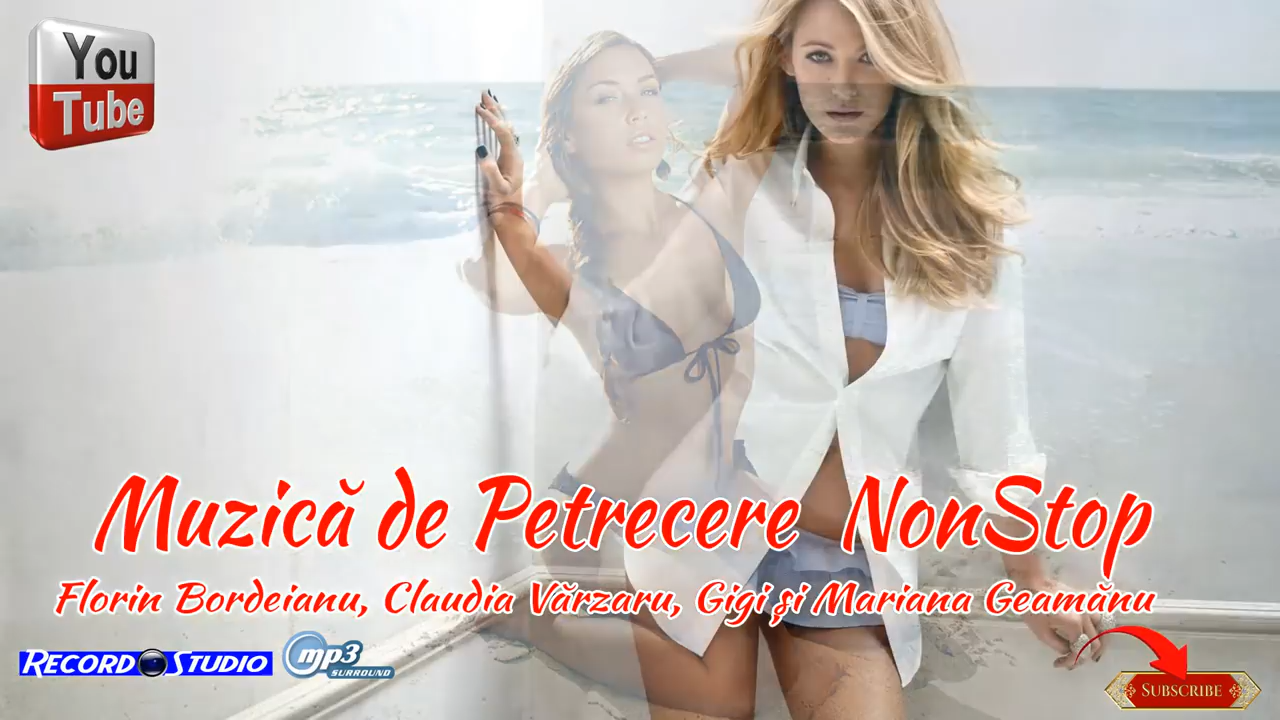 You
Tube
Muzică de Petrecere NonStop
Florin Bordeianu, Claudia Vărzaru, Gigi și Mariana Geamănu
RECORD STUDIO
mp3
SURROUND
SUBSCRIBE